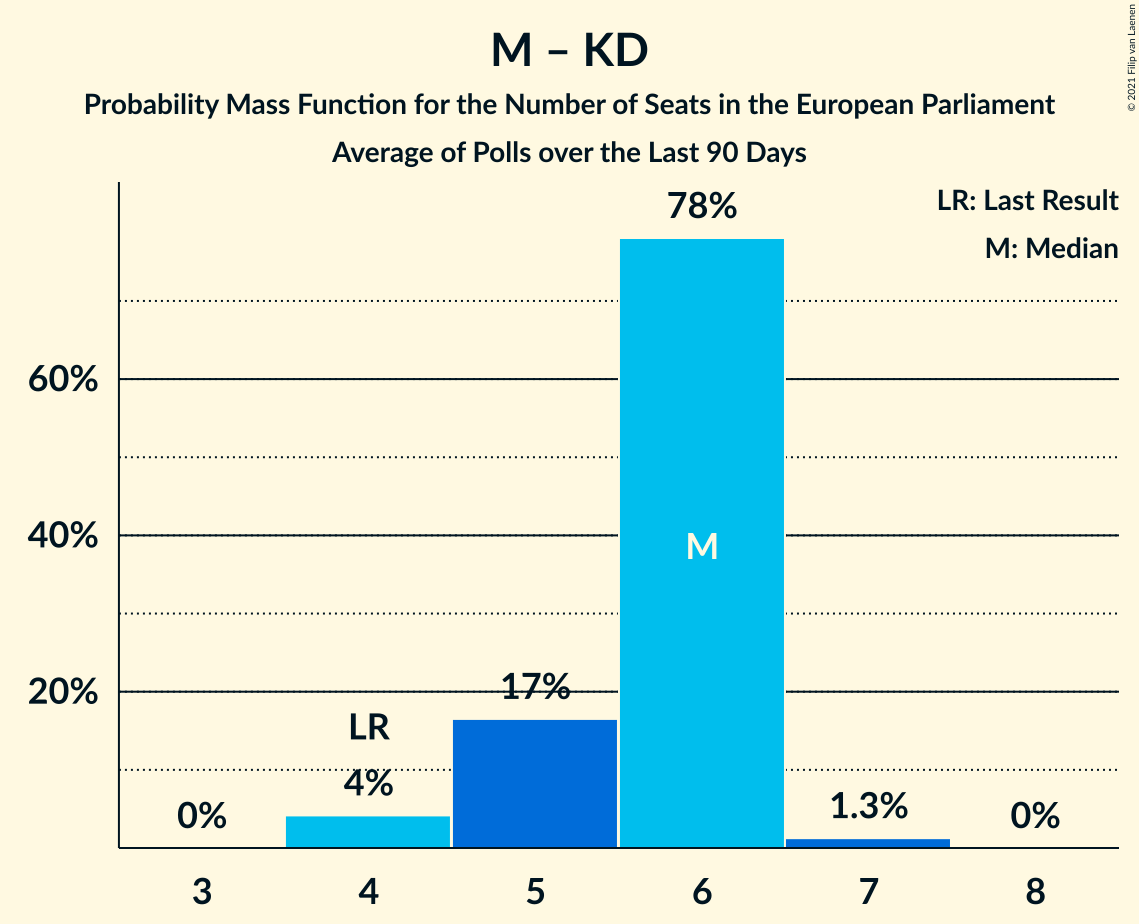 M – KD
Probability Mass Function for the Number of Seats in the European Parliament
Average of Polls over the Last 90 Days
© 2021 Filip van Laenen
LR: Last Result
M: Median
78%
60%
40%
M
20%
17%
LR
4%
0%
1.3%
0%
3 4 5 6 7 8